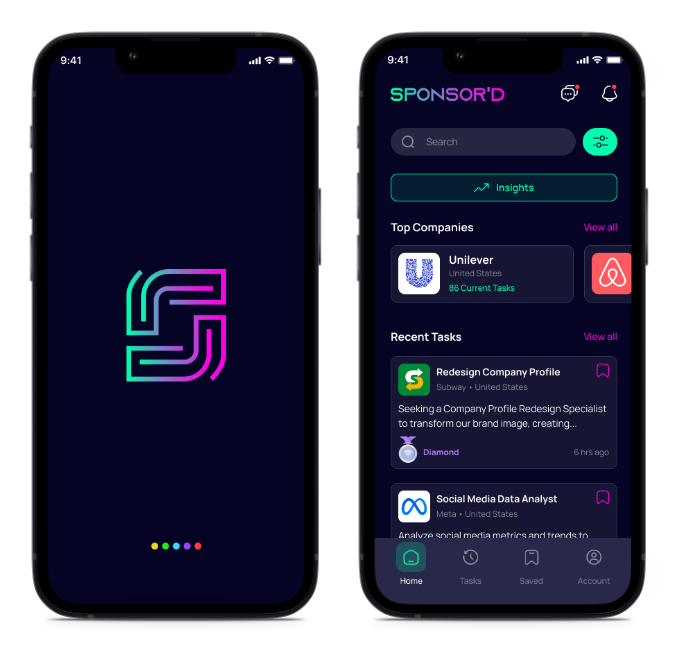 9:41
9:41
SPONSOR'D
Search
Insights
Top Companies View all
Unilever
United States
86 Current Tasks
Recent Tasks View all
Redesign Company Profile
Subway • United States
Seeking a Company Profile Redesign Specialist
to transform our brand image, creating...
Diamond 6 hrs ago
Social Media Data Analyst
Meta • United States
Analyze social media metrics and trends to
Home Tasks Saved Account